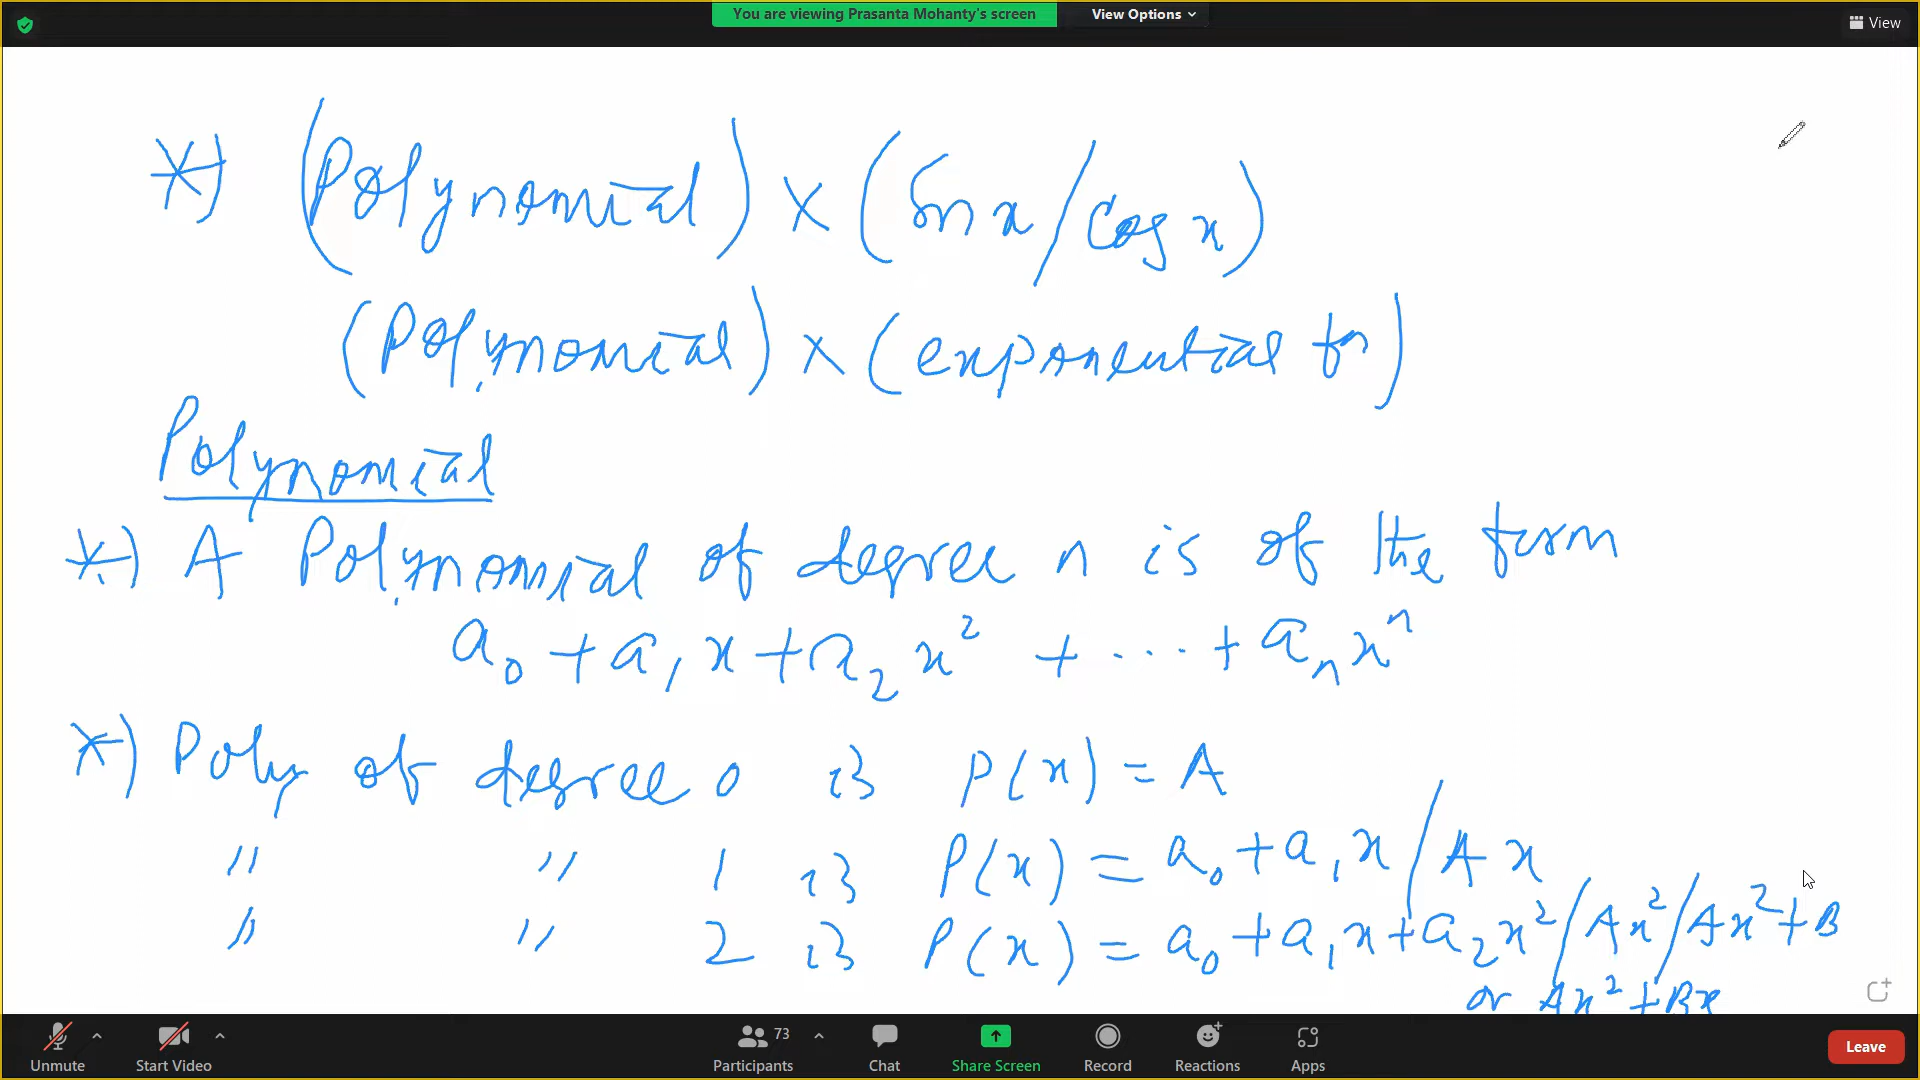 You are viewing Prasanta Mohanty's screen View Options
View
*) (Polynomial) × (Sin x / Cos x)
(Polynomial) × (exponential fn)
Polynomial
*) A Polynomial of degree n is of the form
a₀ + a₁x + a₂x² + ... + aₙxⁿ
*) Poly of degree 0 is P(x) = A
" " 1 is P(x) = a₀ + a₁x / Ax
" " 2 is P(x) = a₀ + a₁x + a₂x² / Ax² / Ax² + B
or Ax² + Bx
73
Unmute Start Video Participants Chat Share Screen Record Reactions Apps Leave